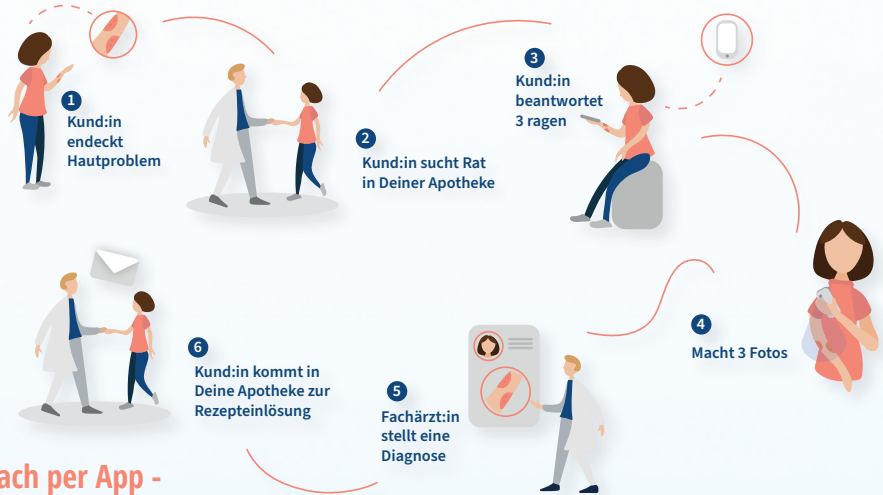 1
Kund:in
endeckt
Hautproblem
2
Kund:in sucht Rat
in Deiner Apotheke
3
Kund:in
beantwortet
3 ragen
4
Macht 3 Fotos
5
Fachärzt:in
stellt eine
Diagnose
6
Kund:in kommt in
Deine Apotheke zur
Rezepteinlösung
ach per App -